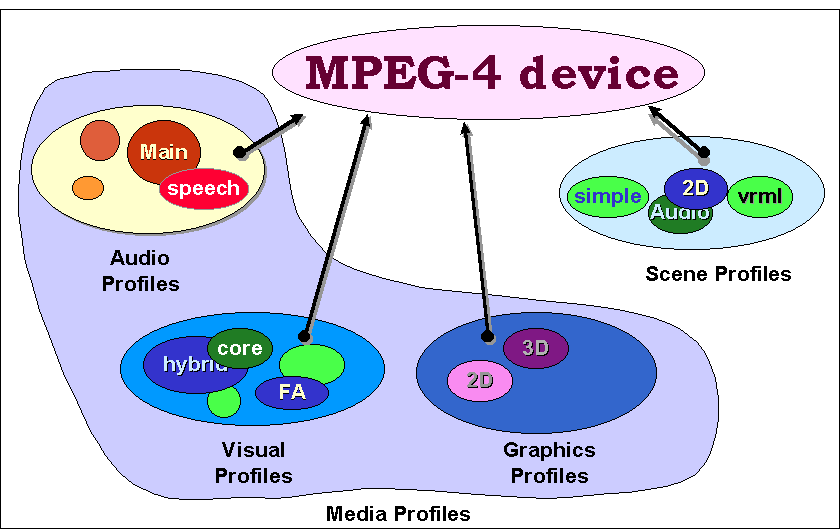 MPEG-4 device
Main
speech
Audio
Profiles
simple
2D
Audio
vrml
Scene Profiles
hybrid
core
FA
Visual
Profiles
3D
2D
Graphics
Profiles
Media Profiles